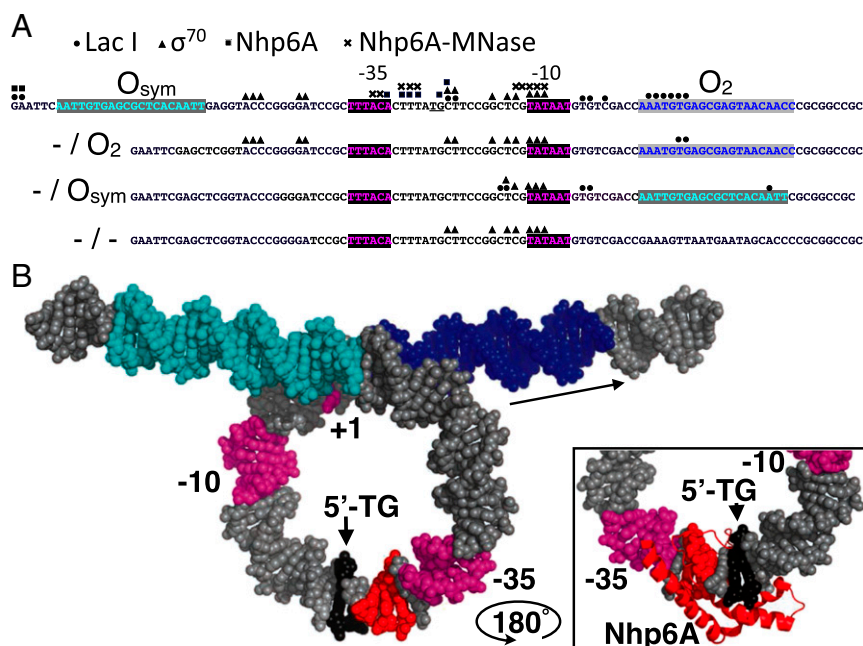 A
• Lac I ▲ σ70 ■ Nhp6A × Nhp6A-MNase
Osym -35 -10 O2
GAATTCAATTGTGAGCGCTCACAATTGAGGTACCCGGGGATCCGCTTTACACTTTATGCTTCCGGCTCGTATAATGTGTCGACCAAATGTGAGCGAGTAACAACCCGCGGCCGC
- / O2 GAATTCGAGCTCGGTACCCGGGGATCCGCTTTACACTTTATGCTTCCGGCTCGTATAATGTGTCGACCAAATGTGAGCGAGTAACAACCCGCGGCCGC
- / Osym GAATTCGAGCTCGGTACCCGGGGATCCGCTTTACACTTTATGCTTCCGGCTCGTATAATGTGTCGACCAATTGTGAGCGCTCACAATTCGCGGCCGC
- / - GAATTCGAGCTCGGTACCCGGGGATCCGCTTTACACTTTATGCTTCCGGCTCGTATAATGTGTCGACCGAAAGTTAATGAATAGCACCCCGCGGCCGC
B
+1
-10
5'-TG
-35
180°
-10
5'-TG
-35
Nhp6A